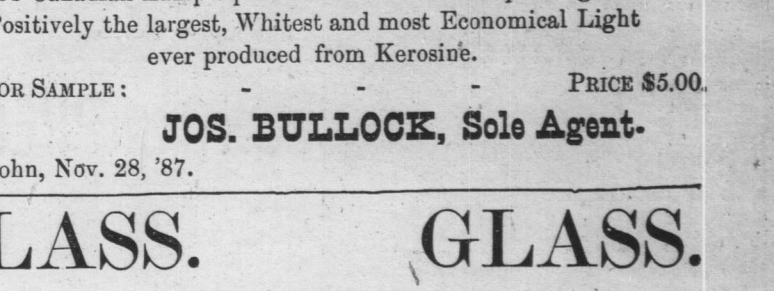 Positively the largest, Whitest and most Economical Light
ever produced from Kerosine.
OR SAMPLE: - - - PRICE $5.00.
JOS. BULLOCK, Sole Agent.
ohn, Nov. 28, '87.
LASS. GLASS.